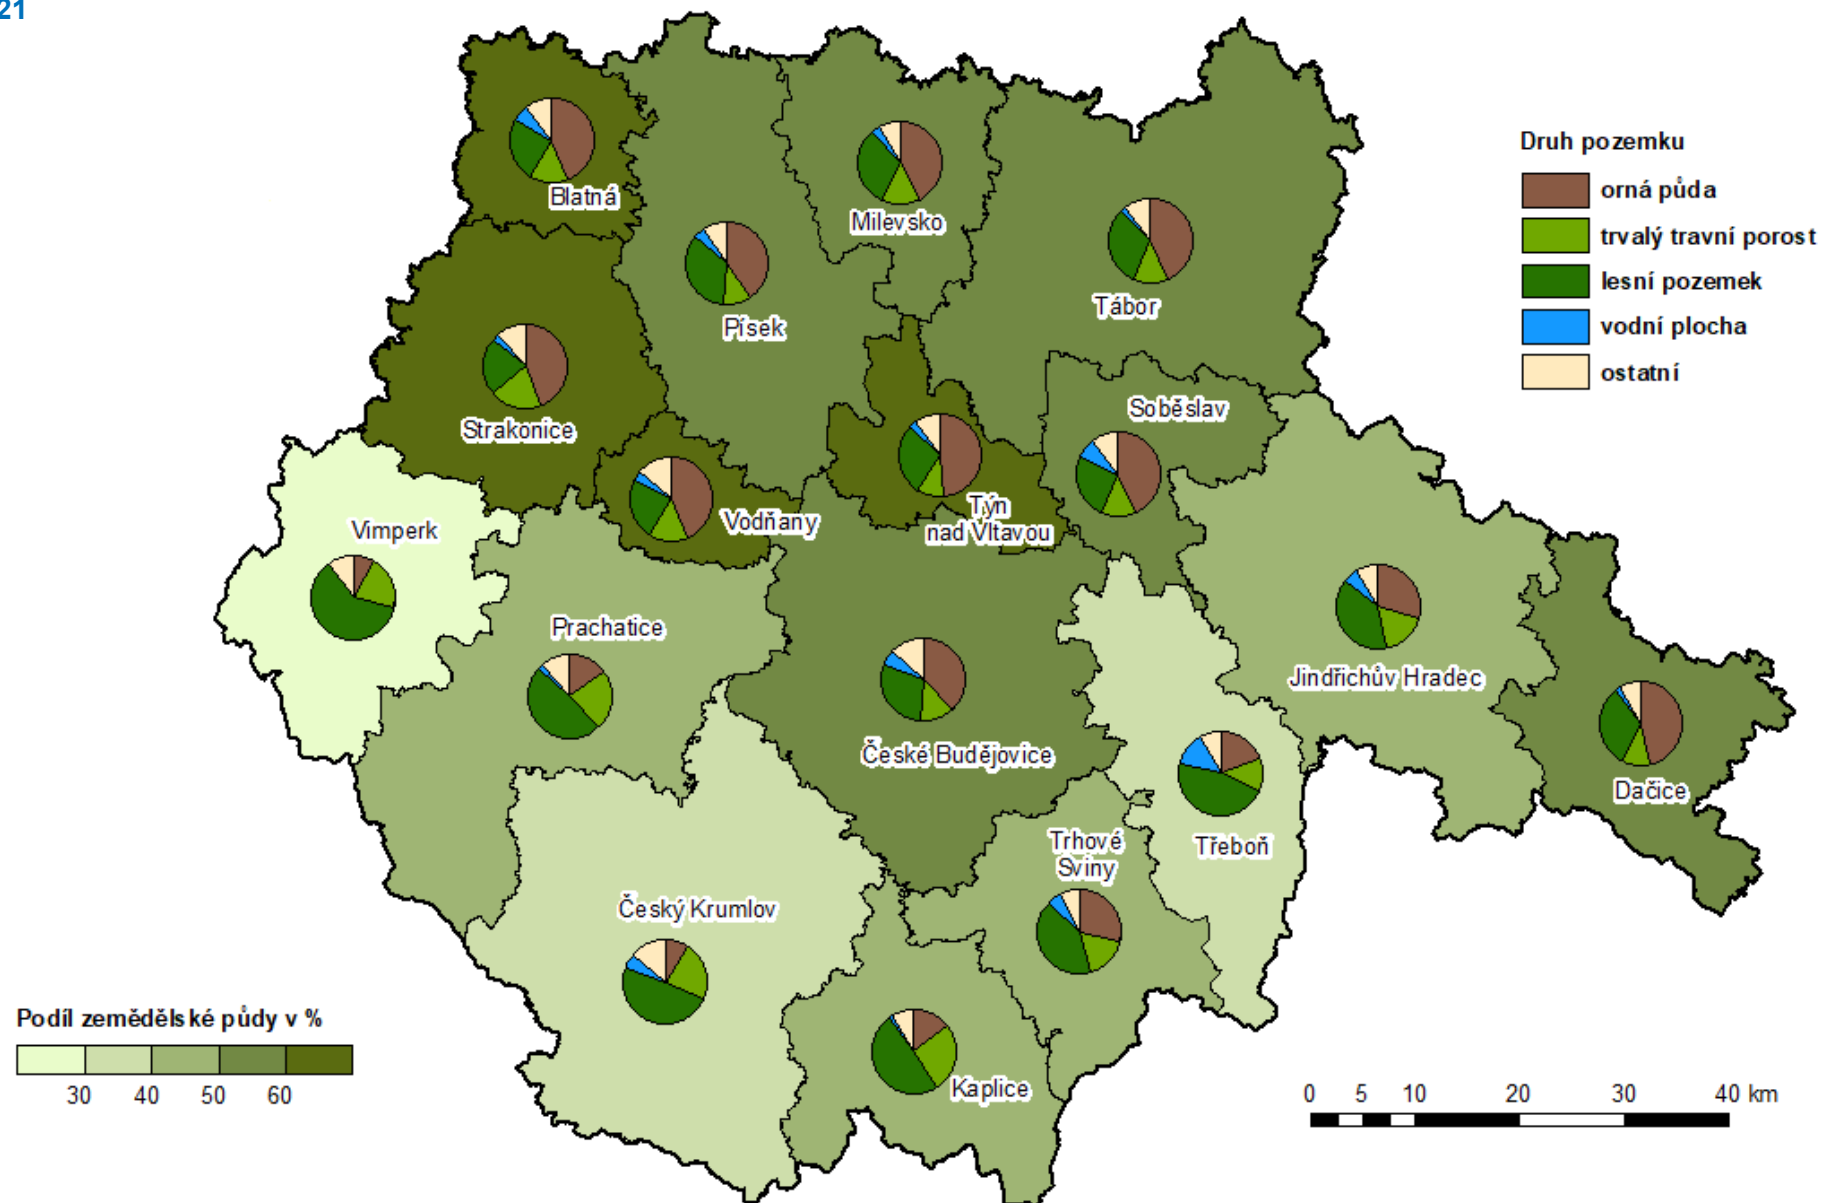 21
Druh pozemku
orná půda
trvalý travní porost
lesní pozemek
vodní plocha
ostatní
Blatná
Milevsko
Písek
Tábor
Strakonice
Soběslav
Vodňany
Týn
nad Vltavou
Vimperk
Prachatice
Jindřichův Hradec
České Budějovice
Dačice
Třeboň
Trhové
Sviny
Český Krumlov
Kaplice
Podíl zemědělské půdy v %
30 40 50 60
0 5 10 20 30 40 km